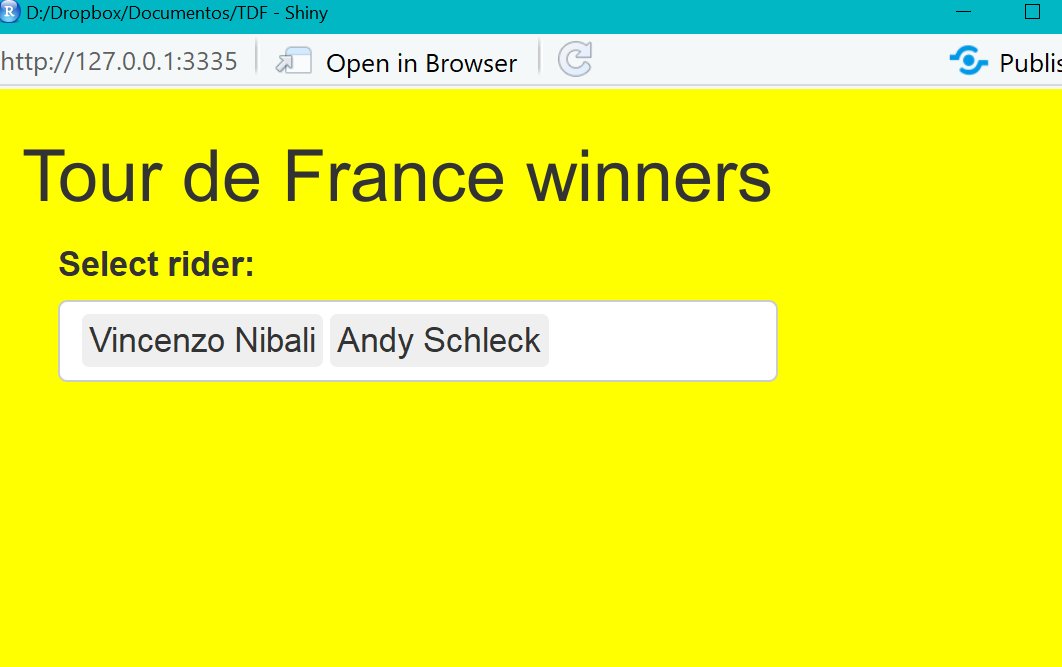 R D:/Dropbox/Documentos/TDF - Shiny
http://127.0.0.1:3335 Open in Browser Publis
Tour de France winners
Select rider:
Vincenzo Nibali Andy Schleck